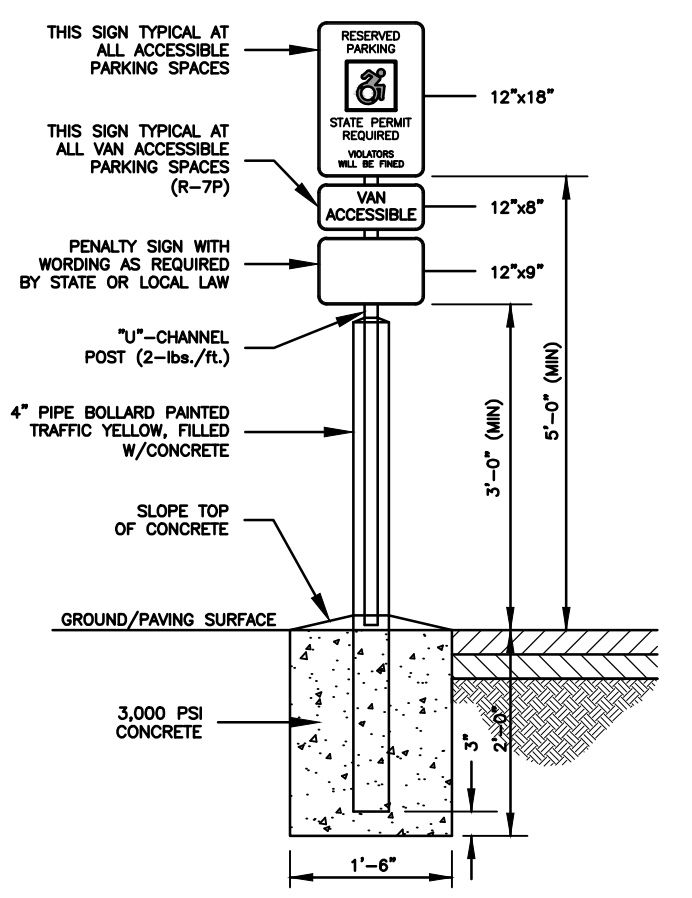 THIS SIGN TYPICAL AT
ALL ACCESSIBLE
PARKING SPACES
RESERVED
PARKING
STATE PERMIT
REQUIRED
VIOLATORS
WILL BE FINED
12"x18"
THIS SIGN TYPICAL AT
ALL VAN ACCESSIBLE
PARKING SPACES
(R-7P)
VAN
ACCESSIBLE
12"x8"
PENALTY SIGN WITH
WORDING AS REQUIRED
BY STATE OR LOCAL LAW
12"x9"
"U"-CHANNEL
POST (2-lbs./ft.)
5'-0" (MIN)
3'-0" (MIN)
4" PIPE BOLLARD PAINTED
TRAFFIC YELLOW, FILLED
W/CONCRETE
SLOPE TOP
OF CONCRETE
GROUND/PAVING SURFACE
3,000 PSI
CONCRETE
3"
2'-0"
1'-6"